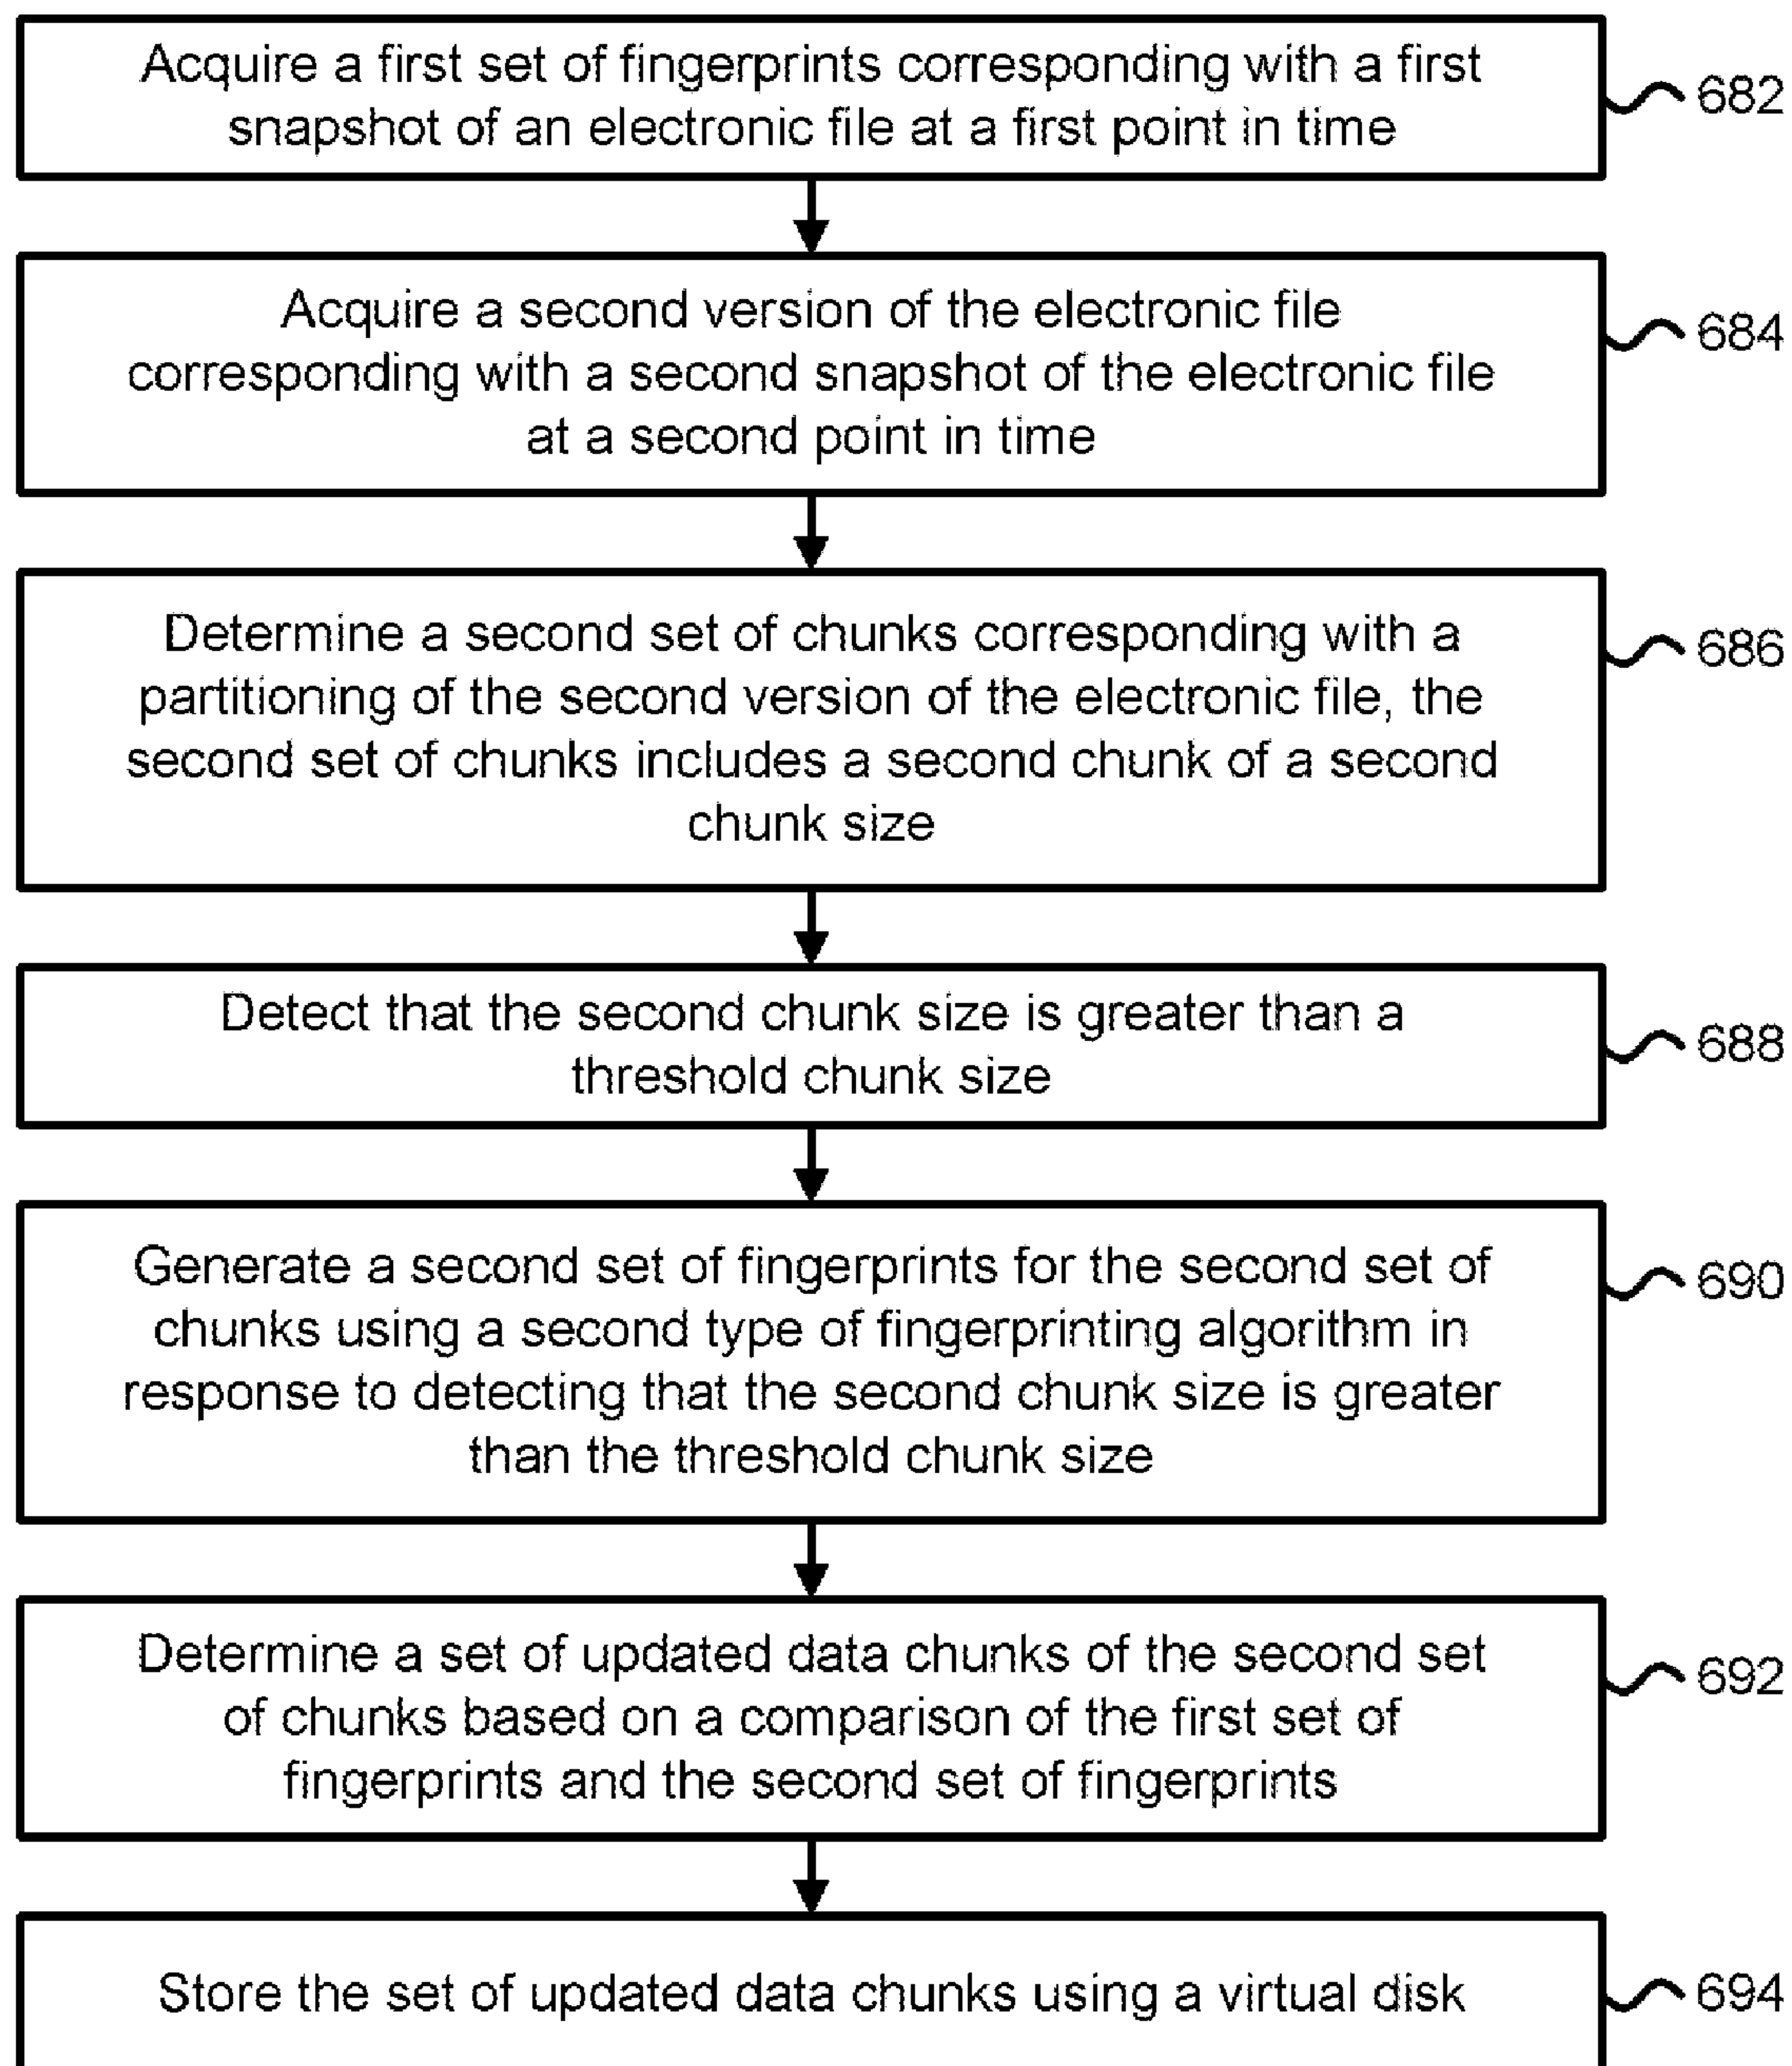 Acquire a first set of fingerprints corresponding with a first
snapshot of an electronic file at a first point in time
682
Acquire a second version of the electronic file
corresponding with a second snapshot of the electronic file
at a second point in time
684
Determine a second set of chunks corresponding with a
partitioning of the second version of the electronic file, the
second set of chunks includes a second chunk of a second
chunk size
686
Detect that the second chunk size is greater than a
threshold chunk size
688
Generate a second set of fingerprints for the second set of
chunks using a second type of fingerprinting algorithm in
response to detecting that the second chunk size is greater
than the threshold chunk size
690
Determine a set of updated data chunks of the second set
of chunks based on a comparison of the first set of
fingerprints and the second set of fingerprints
692
Store the set of updated data chunks using a virtual disk
694